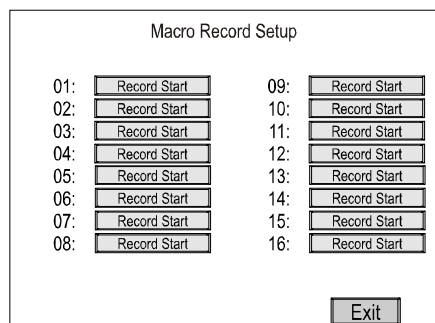 Macro Record Setup
01: Record Start 09: Record Start
02: Record Start 10: Record Start
03: Record Start 11: Record Start
04: Record Start 12: Record Start
05: Record Start 13: Record Start
06: Record Start 14: Record Start
07: Record Start 15: Record Start
08: Record Start 16: Record Start
Exit